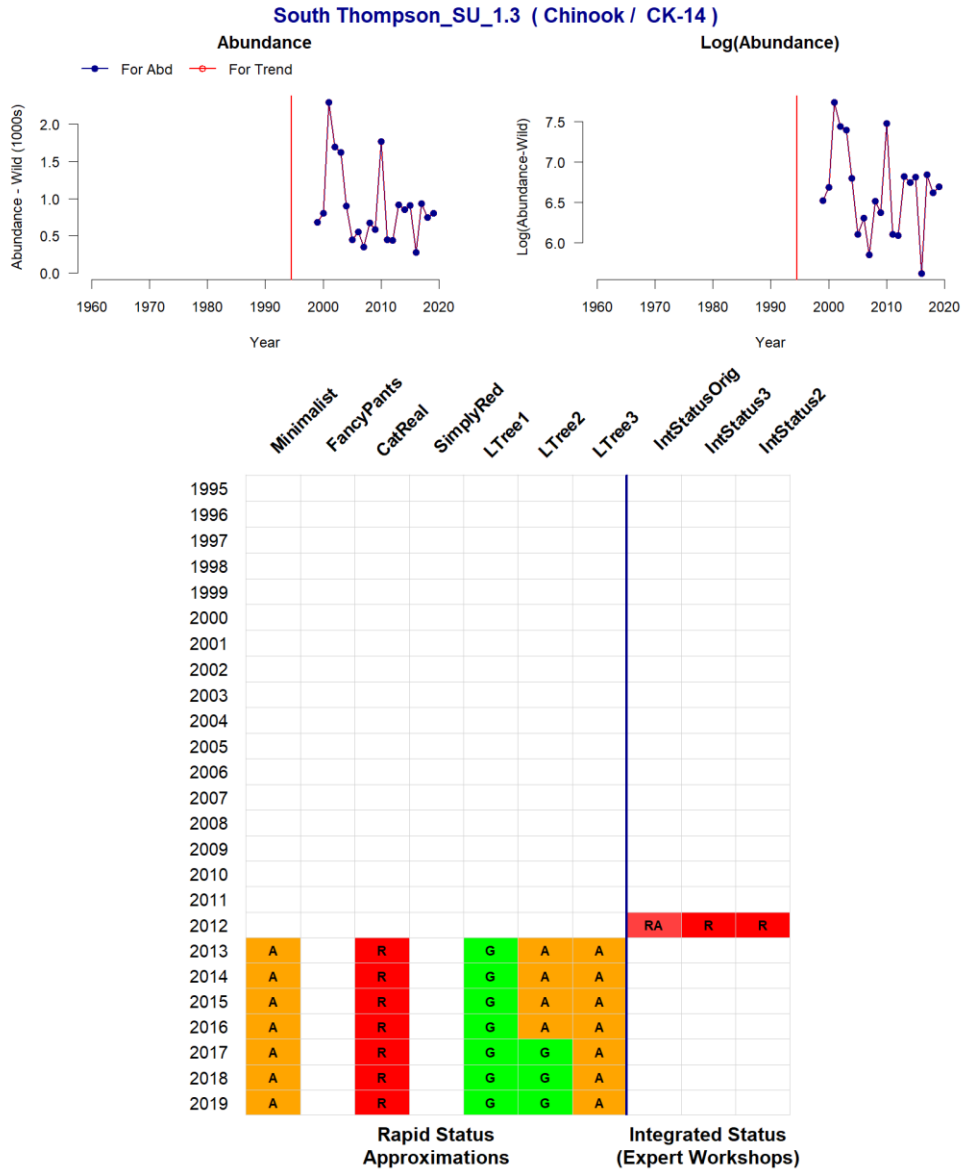 South Thompson_SU_1.3 ( Chinook / CK-14 )
Abundance
For Abd For Trend
Abundance - Wild (1000s)
2.0
1.5
1.0
0.5
0.0
1960 1970 1980 1990 2000 2010 2020
Year
Log(Abundance)
Log(Abundance-Wild)
7.5
7.0
6.5
6.0
1960 1970 1980 1990 2000 2010 2020
Year
Minimalist FancyPants CatReal SimplyRed LTree1 LTree2 LTree3 IntStatusOrig IntStatus3 IntStatus2
1995
1996
1997
1998
1999
2000
2001
2002
2003
2004
2005
2006
2007
2008
2009
2010
2011
2012 RA R R
2013 A R G A A
2014 A R G A A
2015 A R G A A
2016 A R G A A
2017 A R G G A
2018 A R G G A
2019 A R G G A
Rapid Status
Approximations
Integrated Status
(Expert Workshops)